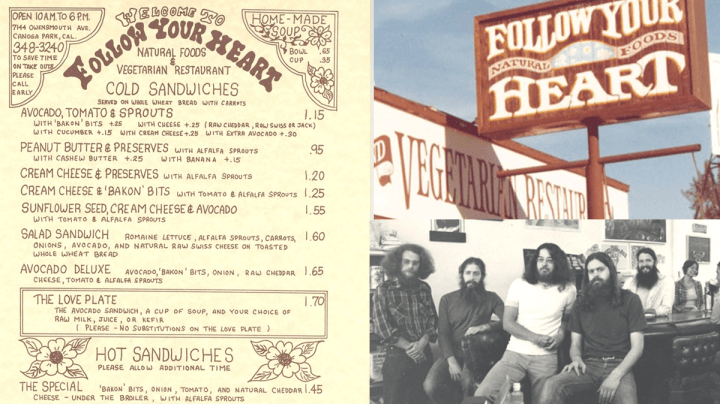 OPEN 10 A.M. TO 6 P.M.
7144 OWENSMOUTH AVE.
CANOGA PARK, CAL.
348-3240
TO SAVE TIME
ON TAKE OUTS
PLEASE
CALL
EARLY
WELCOME TO
FOLLOW YOUR HEART
NATURAL FOODS
&
VEGETARIAN RESTAURANT
HOME-MADE
SOUP
BOWL .65
CUP .35
COLD SANDWICHES
SERVED ON WHOLE WHEAT BREAD WITH CARROTS
AVOCADO, TOMATO & SPROUTS 1.15
WITH 'BAKON' BITS +.25 WITH CHEESE +.25 (RAW CHEDDAR, RAW SWISS OR JACK)
WITH CUCUMBER +.15 WITH CREAM CHEESE +.25 WITH EXTRA AVOCADO +.30
PEANUT BUTTER & PRESERVES WITH ALFALFA SPROUTS .95
WITH CASHEW BUTTER +.25 WITH BANANA +.15
CREAM CHEESE & PRESERVES WITH ALFALFA SPROUTS 1.20
CREAM CHEESE & 'BAKON' BITS WITH TOMATO & ALFALFA SPROUTS 1.25
SUNFLOWER SEED, CREAM CHEESE & AVOCADO 1.55
WITH TOMATO & ALFALFA SPROUTS
SALAD SANDWICH ROMAINE LETTUCE, ALFALFA SPROUTS, CARROTS, 1.60
ONIONS, AVOCADO, AND NATURAL RAW SWISS CHEESE ON TOASTED
WHOLE WHEAT BREAD
AVOCADO DELUXE AVOCADO, 'BAKON' BITS, ONION, RAW CHEDDAR 1.65
CHEESE, TOMATO & ALFALFA SPROUTS
THE LOVE PLATE 1.70
THE AVOCADO SANDWICH, A CUP OF SOUP, AND YOUR CHOICE OF
RAW MILK, JUICE, OR KEFIR
( PLEASE - NO SUBSTITUTIONS ON THE LOVE PLATE )
HOT SANDWICHES
PLEASE ALLOW ADDITIONAL TIME
THE SPECIAL 'BAKON' BITS, ONION, TOMATO, AND NATURAL CHEDDAR 1.45
CHEESE - UNDER THE BROILER, WITH ALFALFA SPROUTS
FOLLOW YOUR
NATURAL FOODS
HEART
VEGETARIAN RESTAURA